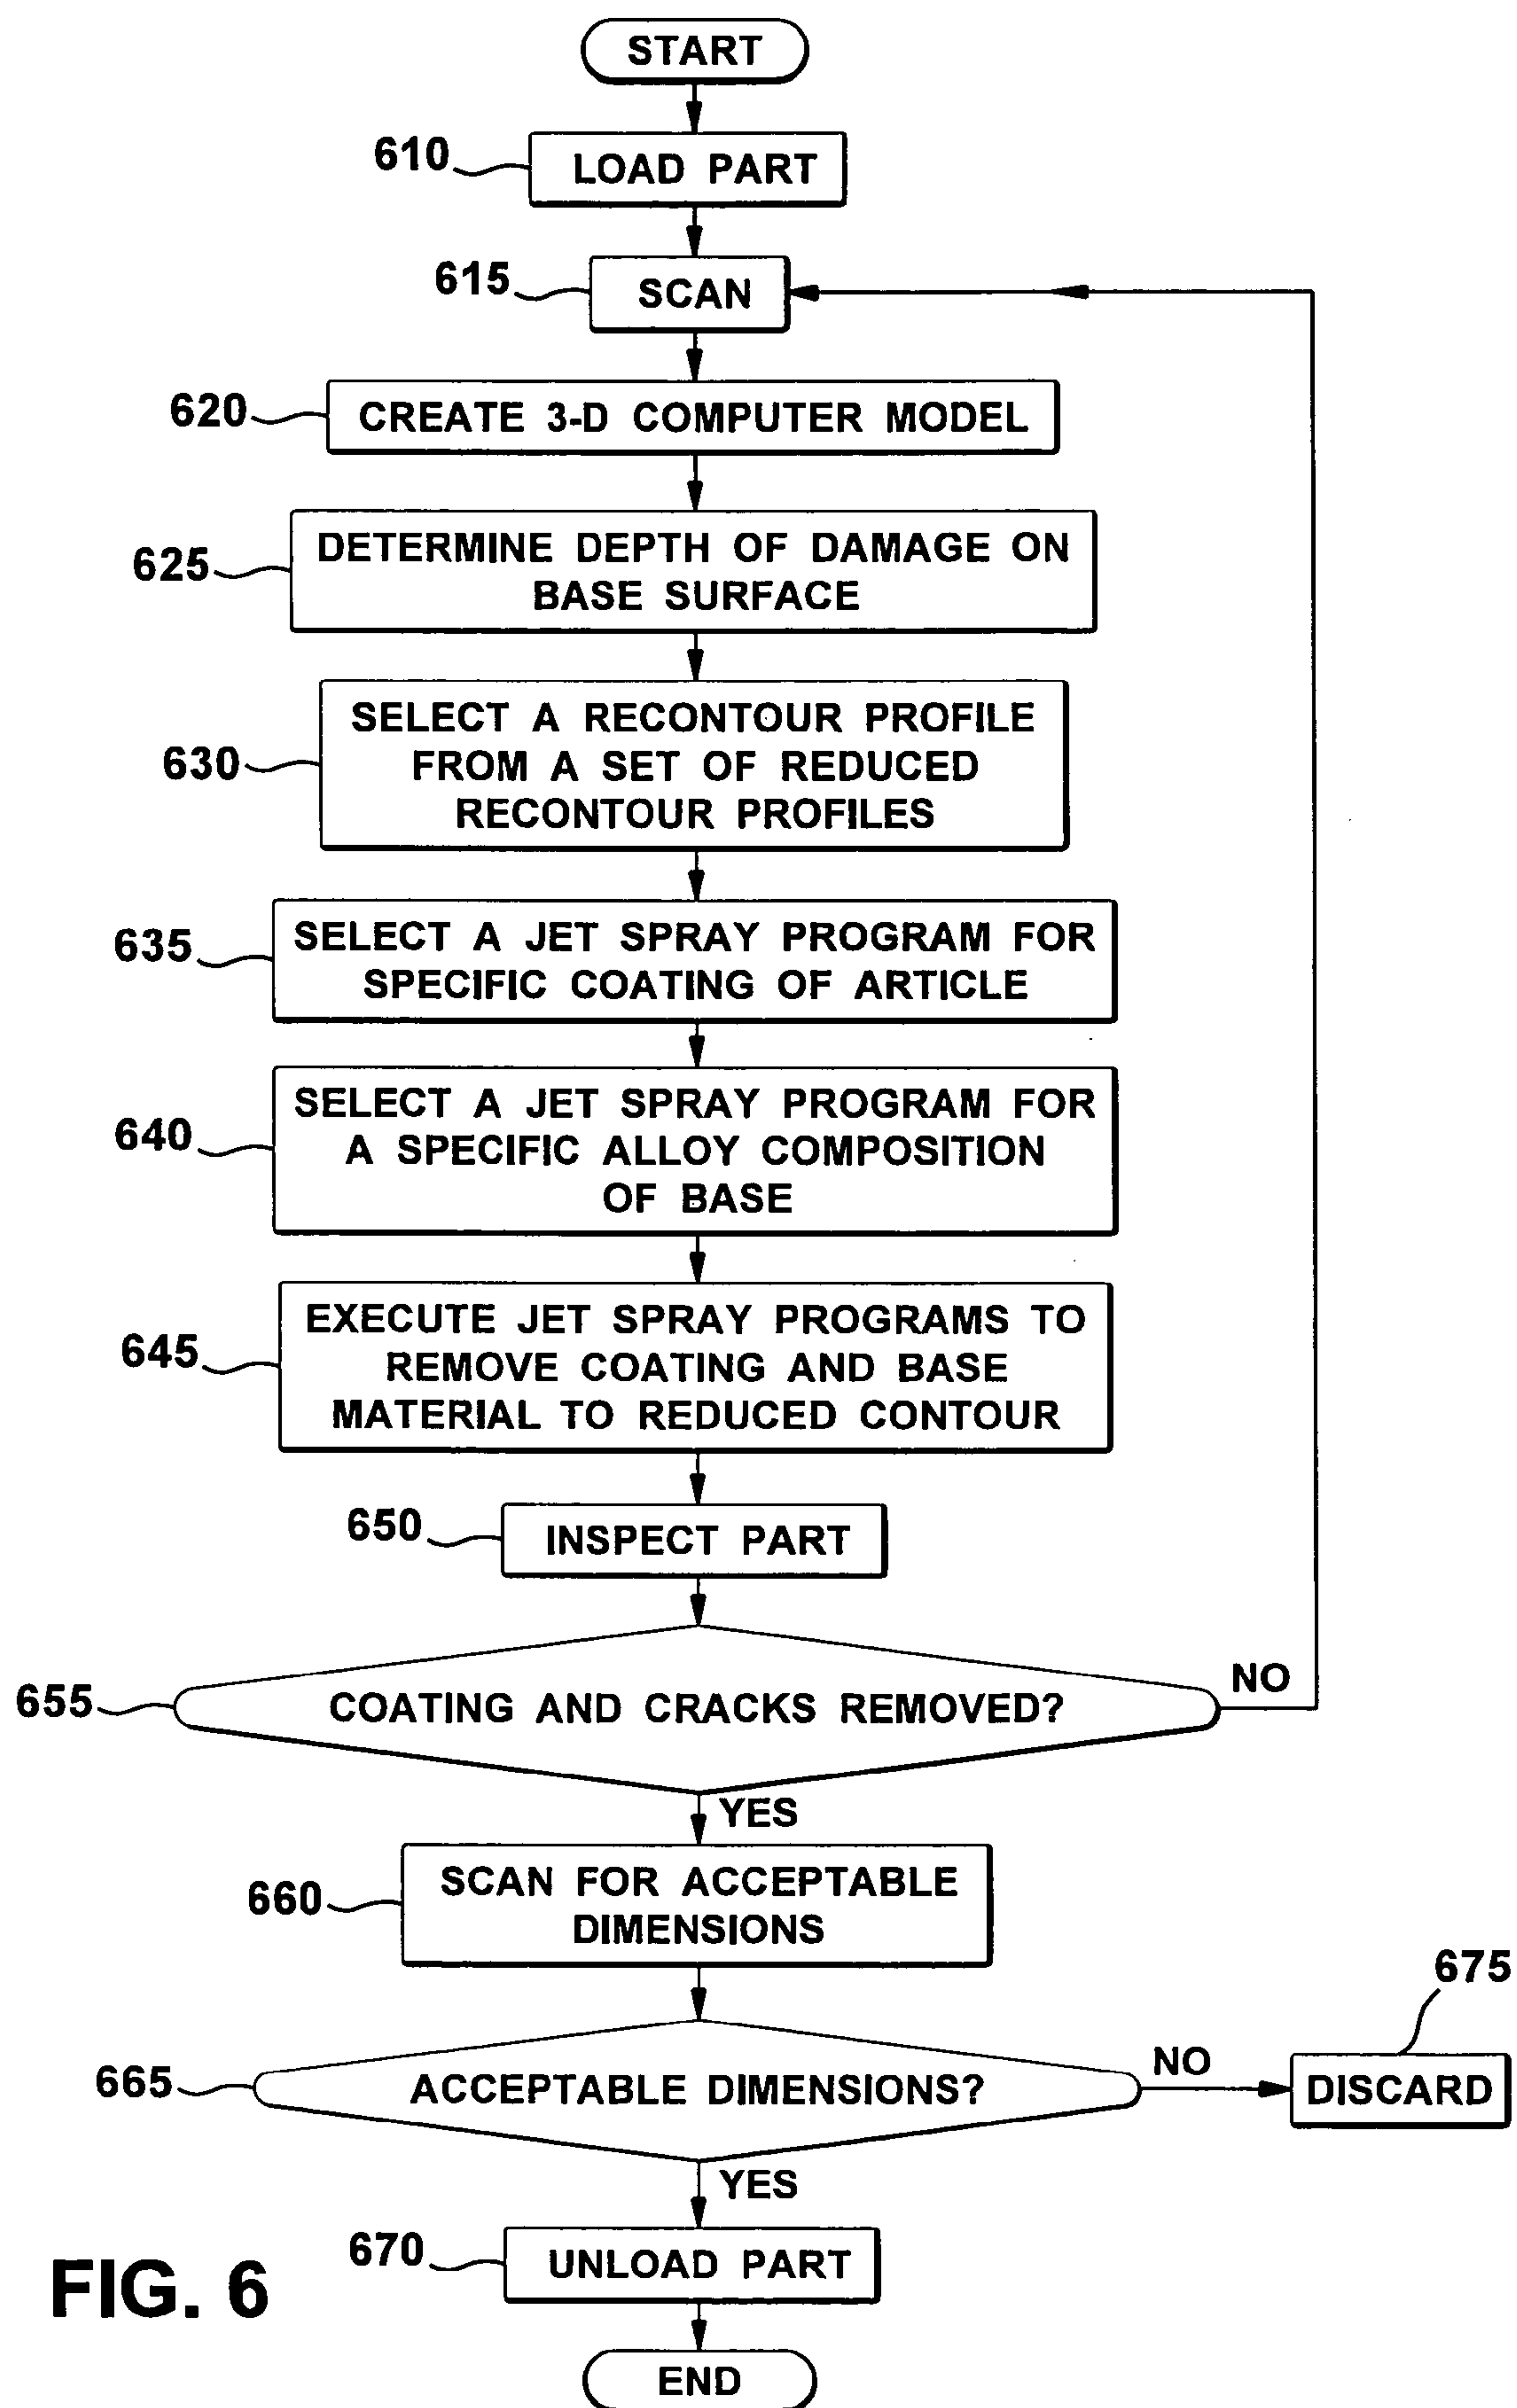 START
610
LOAD PART
615
SCAN
620
CREATE 3-D COMPUTER MODEL
625
DETERMINE DEPTH OF DAMAGE ON
BASE SURFACE
630
SELECT A RECONTOUR PROFILE
FROM A SET OF REDUCED
RECONTOUR PROFILES
635
SELECT A JET SPRAY PROGRAM FOR
SPECIFIC COATING OF ARTICLE
640
SELECT A JET SPRAY PROGRAM FOR
A SPECIFIC ALLOY COMPOSITION
OF BASE
645
EXECUTE JET SPRAY PROGRAMS TO
REMOVE COATING AND BASE
MATERIAL TO REDUCED CONTOUR
650
INSPECT PART
655
COATING AND CRACKS REMOVED?
NO
YES
660
SCAN FOR ACCEPTABLE
DIMENSIONS
665
ACCEPTABLE DIMENSIONS?
NO
675
DISCARD
YES
670
UNLOAD PART
END
FIG. 6